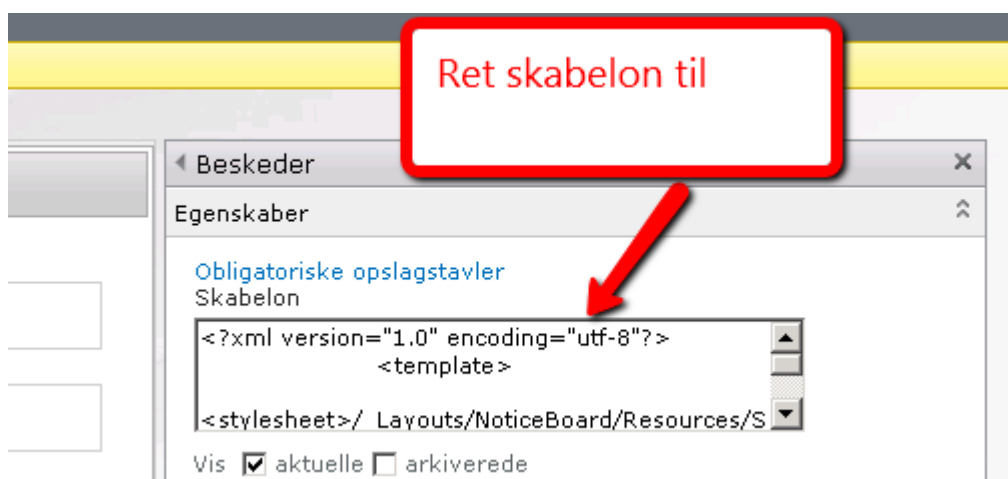 Ret skabelon til
Beskeder
Egenskaber
Obligatoriske opslagstavler
Skabelon
<?xml version="1.0" encoding="utf-8"?>
<template>
<stylesheet>/_Layouts/NoticeBoard/Resources/S
Vis aktuelle arkiverede